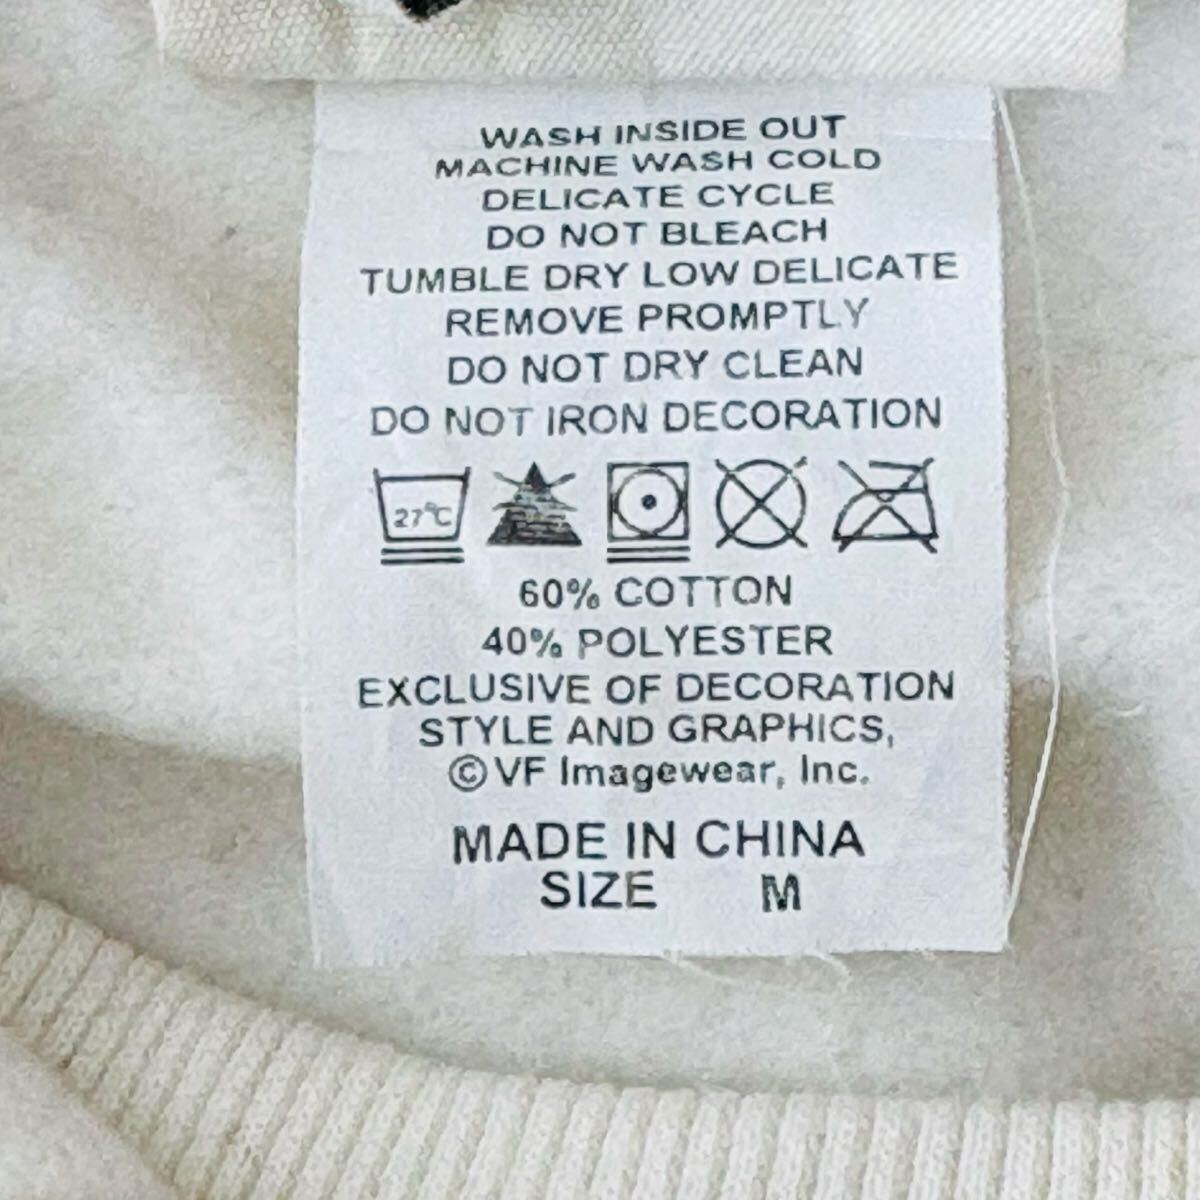 WASH INSIDE OUT
MACHINE WASH COLD
DELICATE CYCLE
DO NOT BLEACH
TUMBLE DRY LOW DELICATE
REMOVE PROMPTLY
DO NOT DRY CLEAN
DO NOT IRON DECORATION
27°C
60% COTTON
40% POLYESTER
EXCLUSIVE OF DECORATION
STYLE AND GRAPHICS,
©VF Imagewear, Inc.
MADE IN CHINA
SIZE M